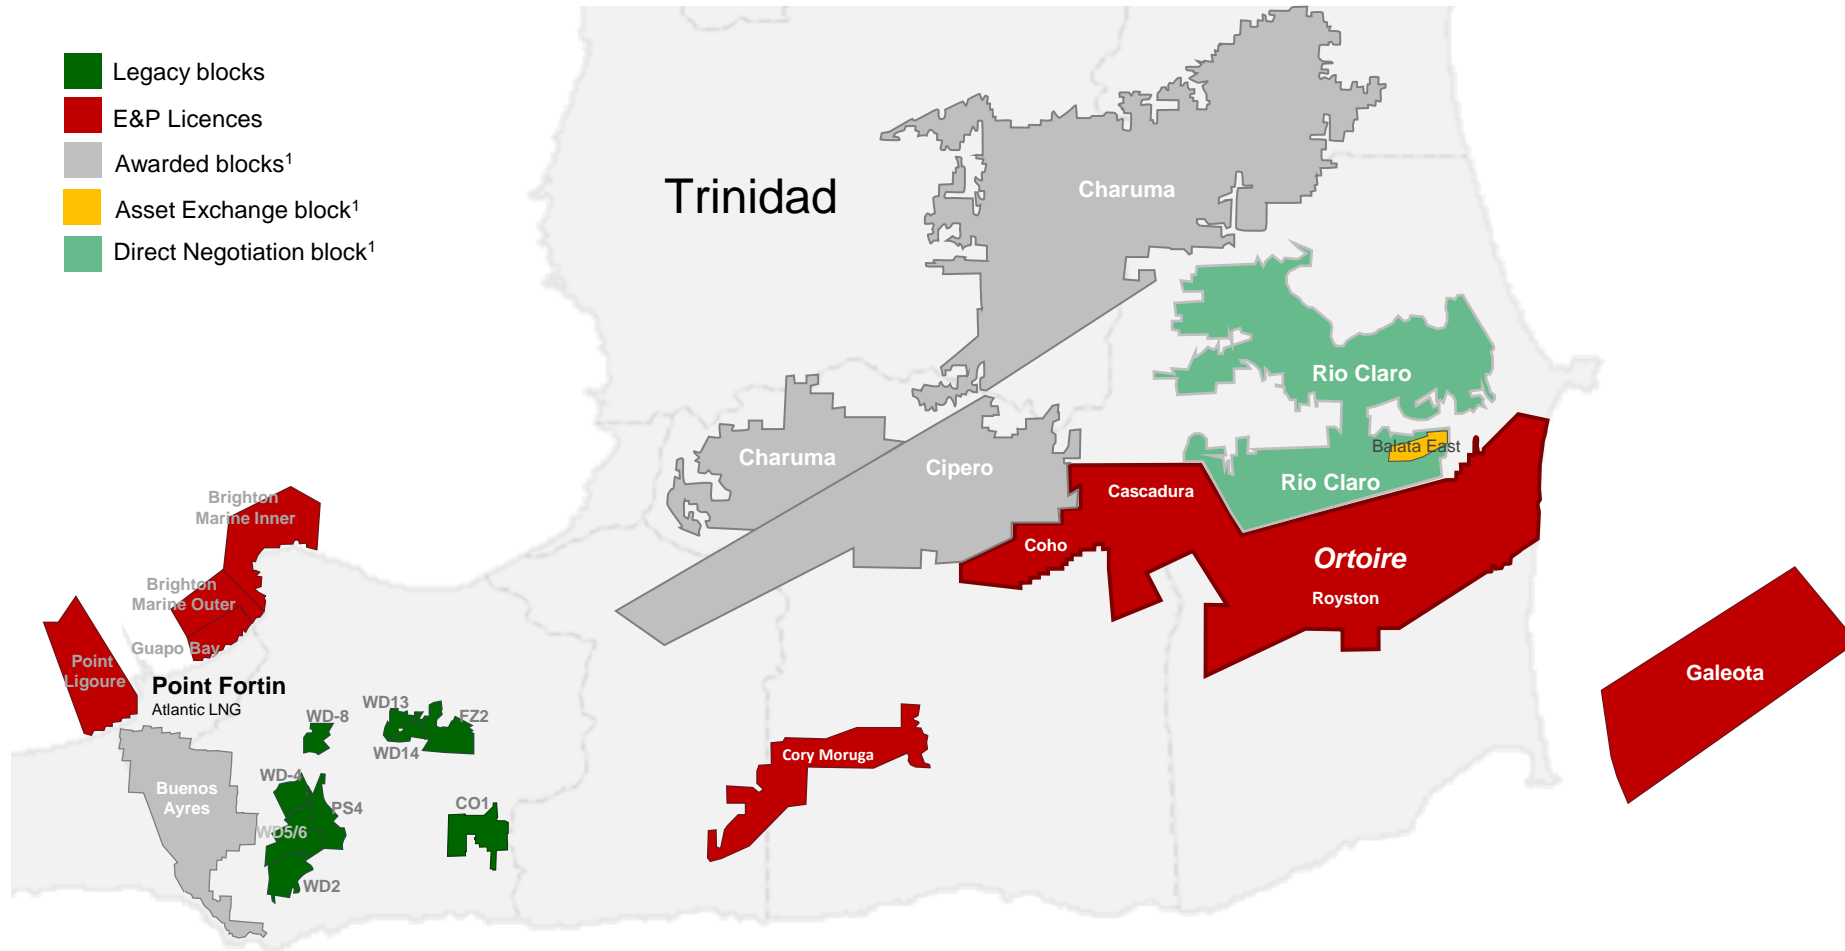 Legacy blocks
E&P Licences
Awarded blocks¹
Asset Exchange block¹
Direct Negotiation block¹
Trinidad
Charuma
Rio Claro
Balata East
Rio Claro
Charuma
Cipero
Cascadura
Coho
Ortoire
Royston
Galeota
Brighton
Marine Inner
Brighton
Marine Outer
Guapo Bay
Point
Ligoure
Point Fortin
Atlantic LNG
WD-8
WD13
FZ2
WD14
WD-4
PS4
WD5/6
WD2
CO1
Buenos
Ayres
Cory Moruga